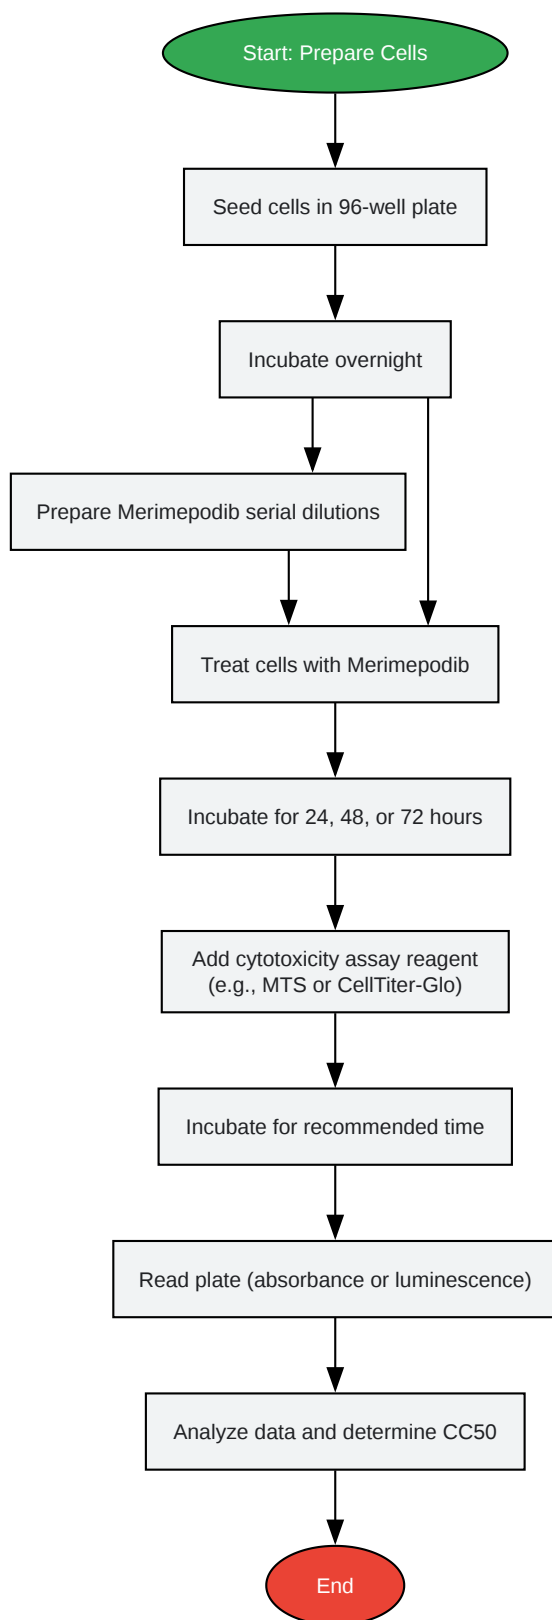 Start: Prepare Cells
Seed cells in 96-well plate
Incubate overnight
Prepare Merimepodib serial dilutions
Treat cells with Merimepodib
Incubate for 24, 48, or 72 hours
Add cytotoxicity assay reagent
(e.g., MTS or CellTiter-Glo)
Incubate for recommended time
Read plate (absorbance or luminescence)
Analyze data and determine CC50
End